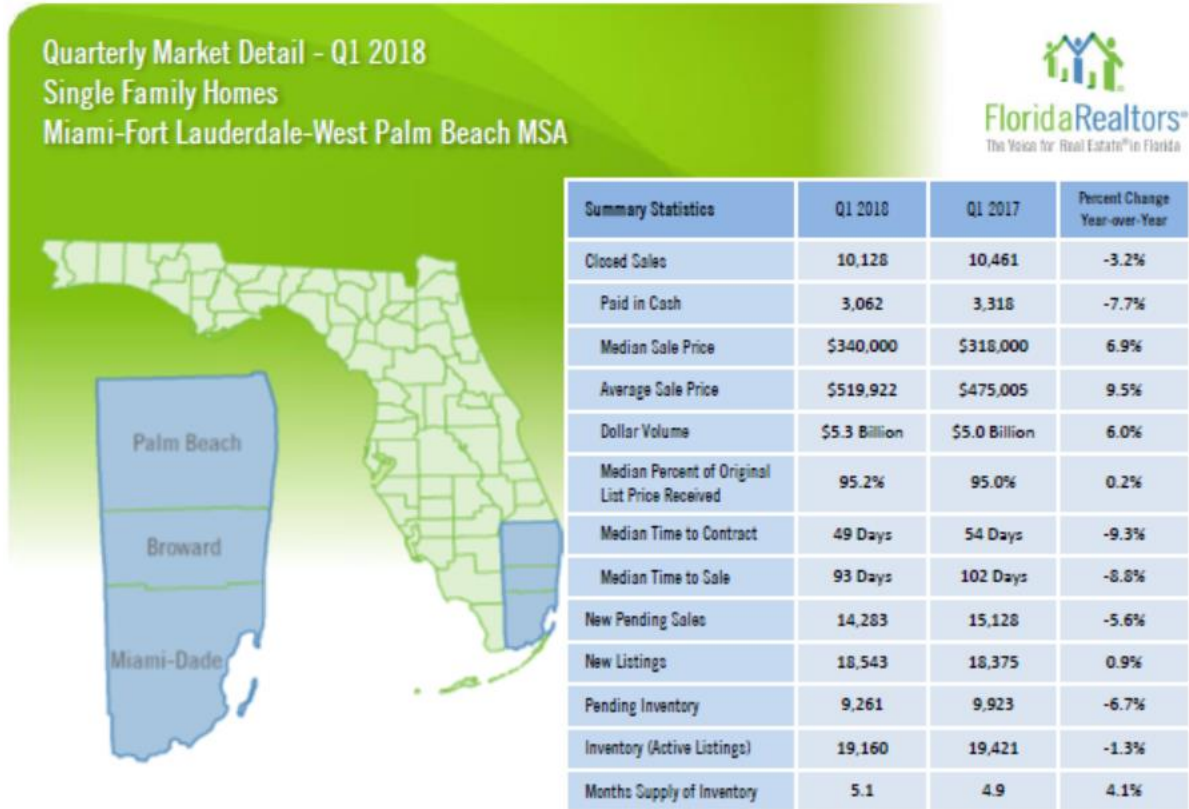 Quarterly Market Detail - Q1 2018
Single Family Homes
Miami-Fort Lauderdale-West Palm Beach MSA
FloridaRealtors®
The Voice for Real Estate® in Florida
Palm Beach
Broward
Miami-Dade
Summary Statistics Q1 2018 Q1 2017 Percent Change
Year-over-Year
Closed Sales 10,128 10,461 -3.2%
Paid in Cash 3,062 3,318 -7.7%
Median Sale Price $340,000 $318,000 6.9%
Average Sale Price $519,922 $475,005 9.5%
Dollar Volume $5.3 Billion $5.0 Billion 6.0%
Median Percent of Original
List Price Received 95.2% 95.0% 0.2%
Median Time to Contract 49 Days 54 Days -9.3%
Median Time to Sale 93 Days 102 Days -8.8%
New Pending Sales 14,283 15,128 -5.6%
New Listings 18,543 18,375 0.9%
Pending Inventory 9,261 9,923 -6.7%
Inventory (Active Listings) 19,160 19,421 -1.3%
Months Supply of Inventory 5.1 4.9 4.1%